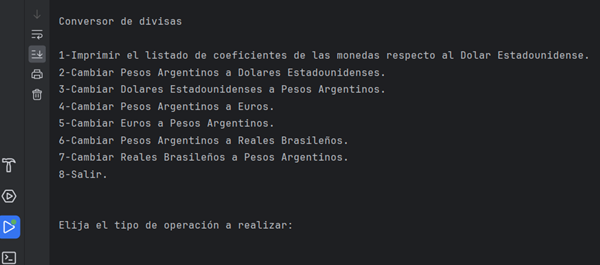 Conversor de divisas
1-Imprimir el listado de coeficientes de las monedas respecto al Dolar Estadounidense.
2-Cambiar Pesos Argentinos a Dolares Estadounidenses.
3-Cambiar Dolares Estadounidenses a Pesos Argentinos.
4-Cambiar Pesos Argentinos a Euros.
5-Cambiar Euros a Pesos Argentinos.
6-Cambiar Pesos Argentinos a Reales Brasileños.
7-Cambiar Reales Brasileños a Pesos Argentinos.
8-Salir.
Elija el tipo de operación a realizar: